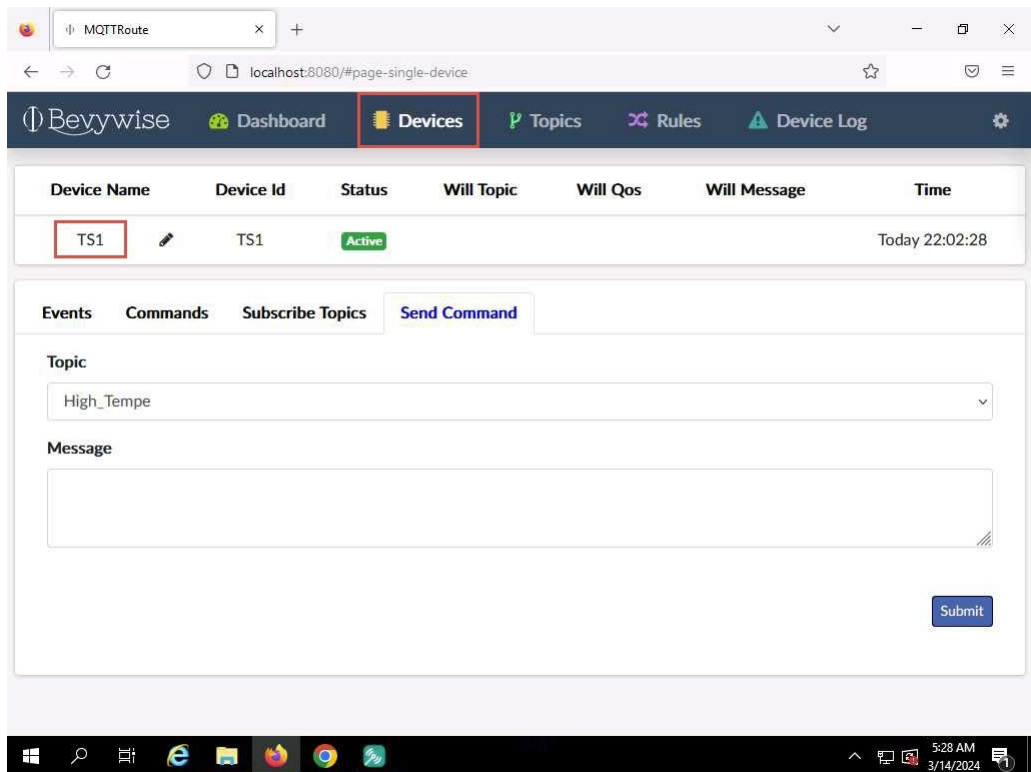 MQTTRoute
localhost:8080/#page-single-device
Bevywise Dashboard Devices Topics Rules Device Log
Device Name Device Id Status Will Topic Will Qos Will Message Time
TS1 TS1 Active Today 22:02:28
Events Commands Subscribe Topics Send Command
Topic
High_Tempe
Message
Submit
5:28 AM
3/14/2024
1